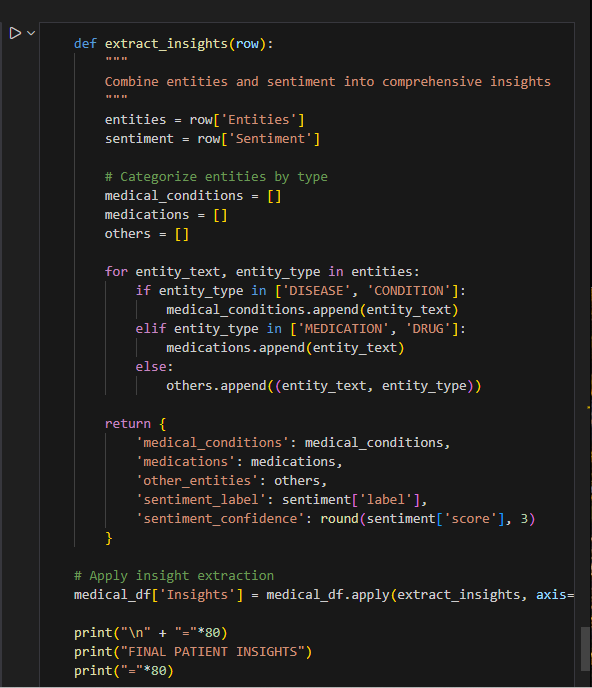 def extract_insights(row):
    """
    Combine entities and sentiment into comprehensive insights
    """
    entities = row['Entities']
    sentiment = row['Sentiment']

    # Categorize entities by type
    medical_conditions = []
    medications = []
    others = []

    for entity_text, entity_type in entities:
        if entity_type in ['DISEASE', 'CONDITION']:
            medical_conditions.append(entity_text)
        elif entity_type in ['MEDICATION', 'DRUG']:
            medications.append(entity_text)
        else:
            others.append((entity_text, entity_type))

    return {
        'medical_conditions': medical_conditions,
        'medications': medications,
        'other_entities': others,
        'sentiment_label': sentiment['label'],
        'sentiment_confidence': round(sentiment['score'], 3)
    }

# Apply insight extraction
medical_df['Insights'] = medical_df.apply(extract_insights, axis=

print("\n" + "="*80)
print("FINAL PATIENT INSIGHTS")
print("="*80)